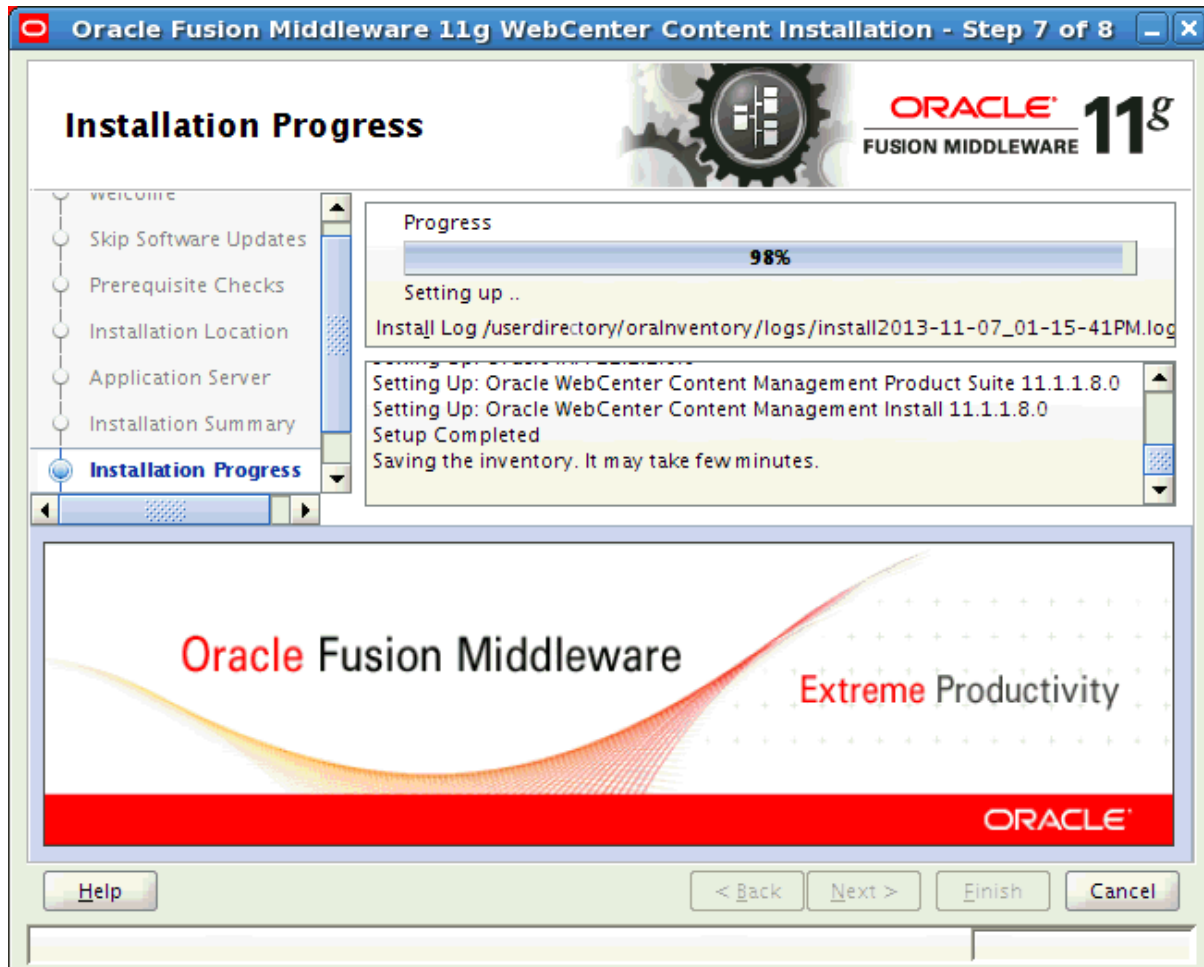 Oracle Fusion Middleware 11g WebCenter Content Installation - Step 7 of 8
Installation Progress
ORACLE
FUSION MIDDLEWARE
11g
Welcome
Skip Software Updates
Prerequisite Checks
Installation Location
Application Server
Installation Summary
Installation Progress
Progress
98%
Setting up ..
Install Log /userdirectory/oraInventory/logs/install2013-11-07_01-15-41PM.log
Setting Up: Oracle WebCenter Content Management Product Suite 11.1.1.8.0
Setting Up: Oracle WebCenter Content Management Install 11.1.1.8.0
Setup Completed
Saving the inventory. It may take few minutes.
Oracle Fusion Middleware
Extreme Productivity
ORACLE
Help
< Back
Next >
Finish
Cancel